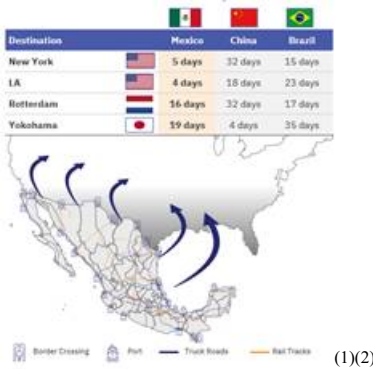 Destination Mexico China Brazil
New York 5 days 32 days 15 days
LA 4 days 18 days 23 days
Rotterdam 16 days 32 days 17 days
Yokohama 19 days 4 days 35 days
Border Crossing Port Truck Roads Rail Tracks
(1)(2)